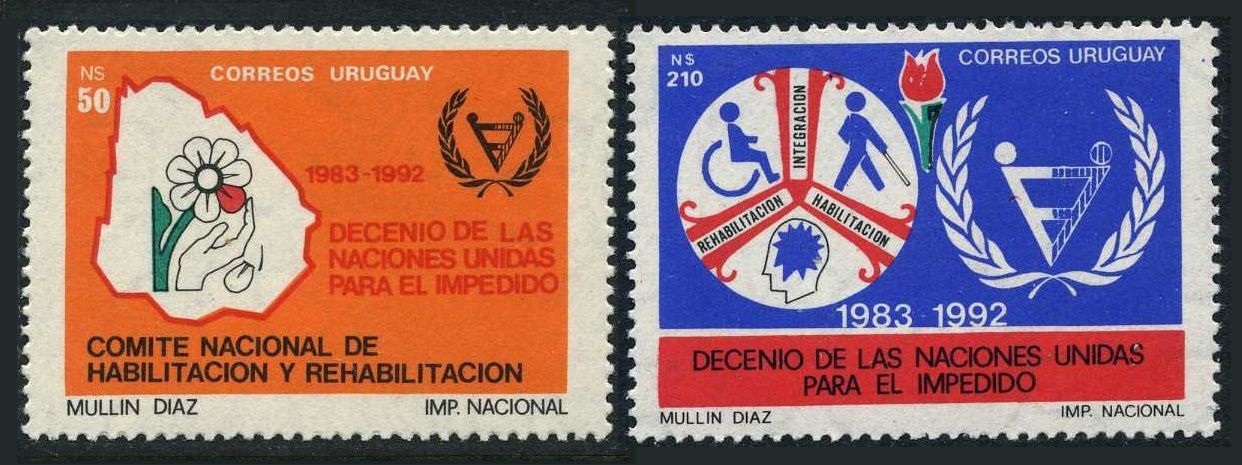 NS
50
CORREOS URUGUAY
1983-1992
DECENIO DE LAS
NACIONES UNIDAS
PARA EL IMPEDIDO
COMITE NACIONAL DE
HABILITACION Y REHABILITACION
MULLIN DIAZ
IMP. NACIONAL
N$
210
CORREOS URUGUAY
INTEGRACION
REHABILITACION
HABILITACION
1983 1992
DECENIO DE LAS NACIONES UNIDAS
PARA EL IMPEDIDO
MULLIN DIAZ
IMP. NACIONAL